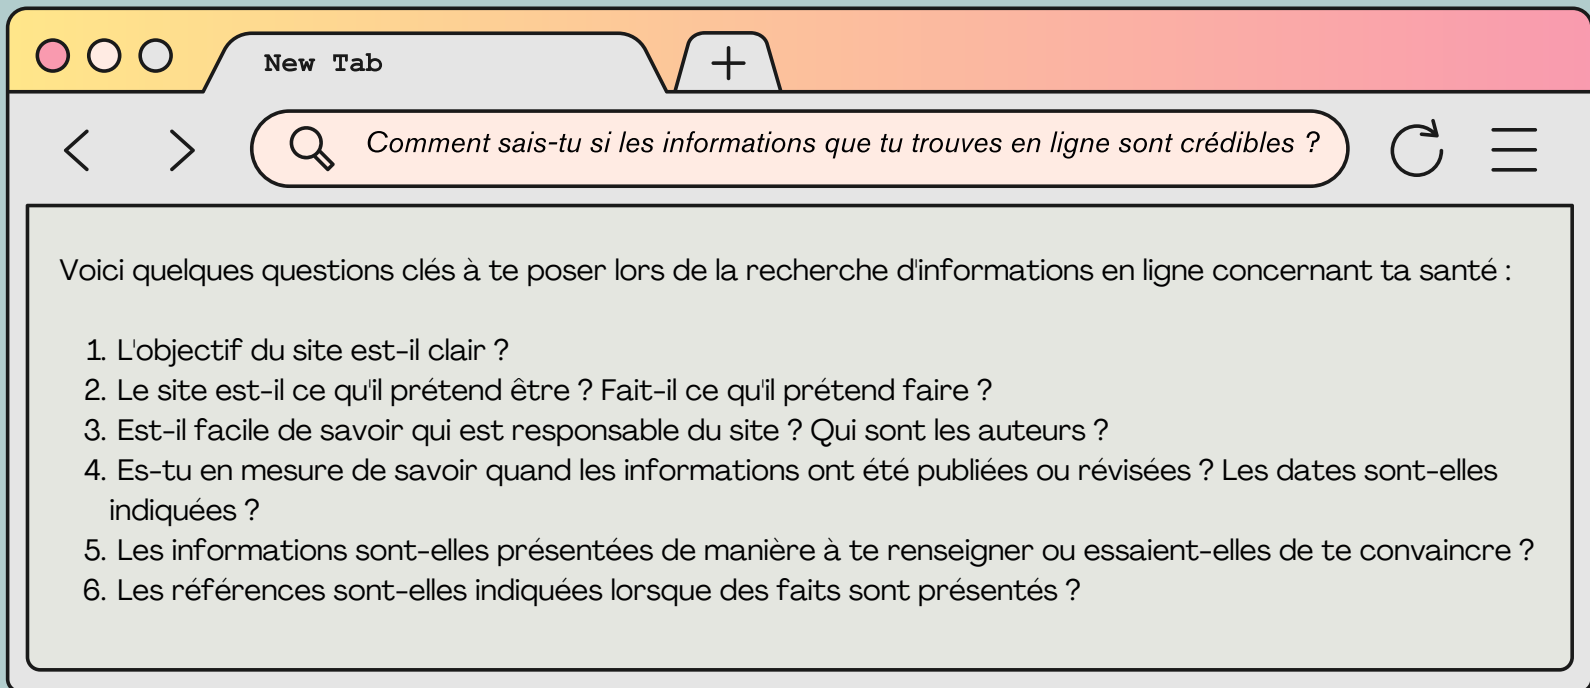 New Tab
+
Comment sais-tu si les informations que tu trouves en ligne sont crédibles ?
Voici quelques questions clés à te poser lors de la recherche d'informations en ligne concernant ta santé :
1. L'objectif du site est-il clair ?
2. Le site est-il ce qu'il prétend être ? Fait-il ce qu'il prétend faire ?
3. Est-il facile de savoir qui est responsable du site ? Qui sont les auteurs ?
4. Es-tu en mesure de savoir quand les informations ont été publiées ou révisées ? Les dates sont-elles
indiquées ?
5. Les informations sont-elles présentées de manière à te renseigner ou essaient-elles de te convaincre ?
6. Les références sont-elles indiquées lorsque des faits sont présentés ?